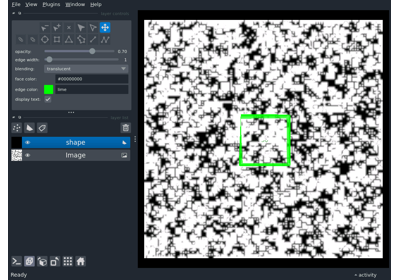 File View Plugins Window Help
opacity: 0.70
edge width: 1
blending: translucent
face color: #00000000
edge color: lime
display text: ✓
shape
Image
Ready
activity